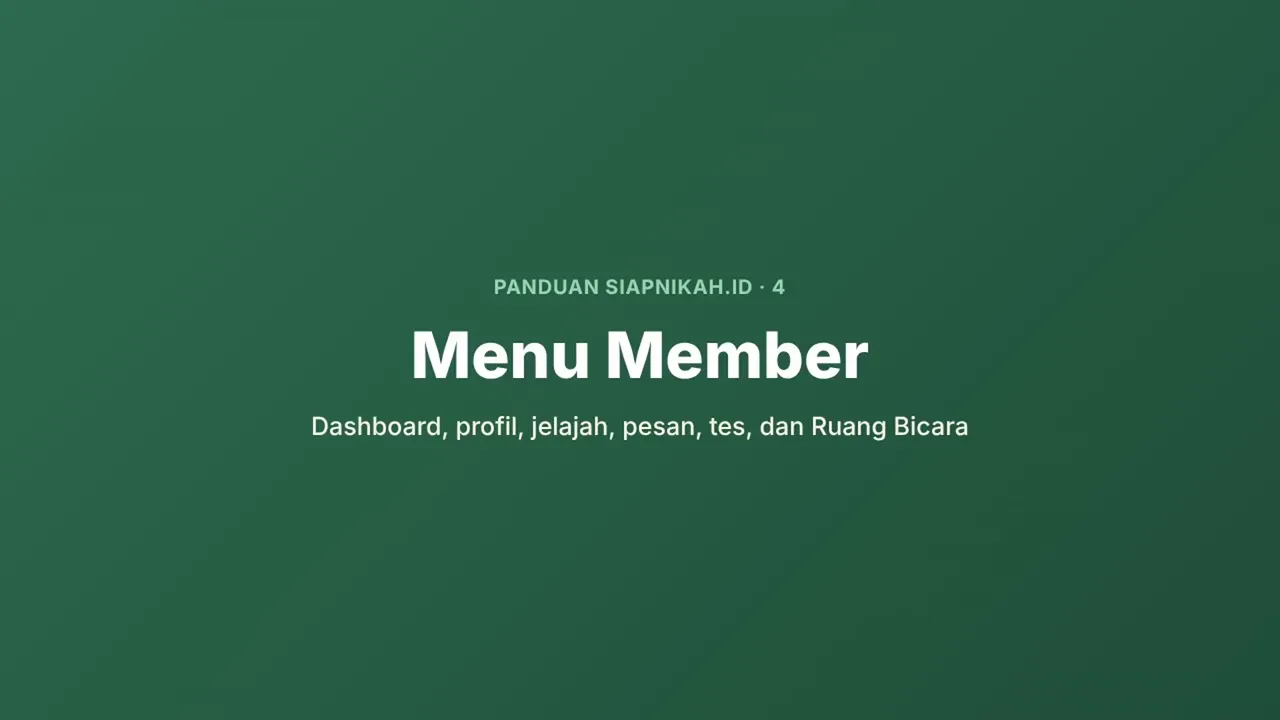 PANDUAN SIAPNIKAH.ID · 4
Menu Member
Dashboard, profil, jelajah, pesan, tes, dan Ruang Bicara